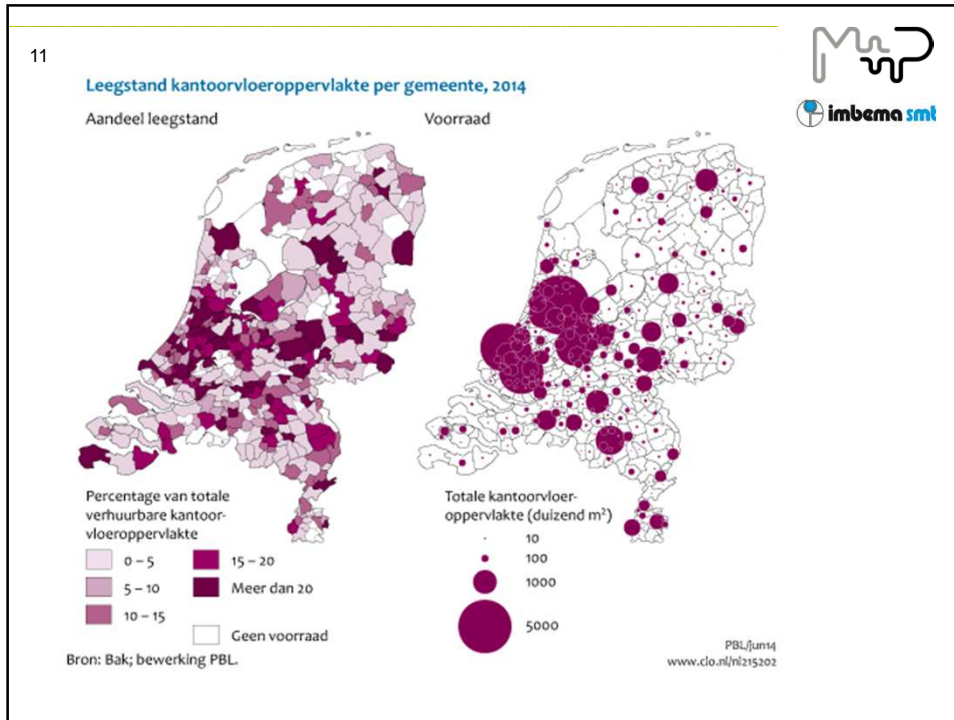 11
Leegstand kantoorvloeroppervlakte per gemeente, 2014
Aandeel leegstand
Voorraad
MWP
imbema smt
Percentage van totale
verhuurbare kantoor-
vloeroppervlakte
0 – 5
5 – 10
10 – 15
15 – 20
Meer dan 20
Geen voorraad
Totale kantoorvloer-
oppervlakte (duizend m²)
10
100
1000
5000
Bron: Bak; bewerking PBL.
PBL/jun14
www.clo.nl/nl215202